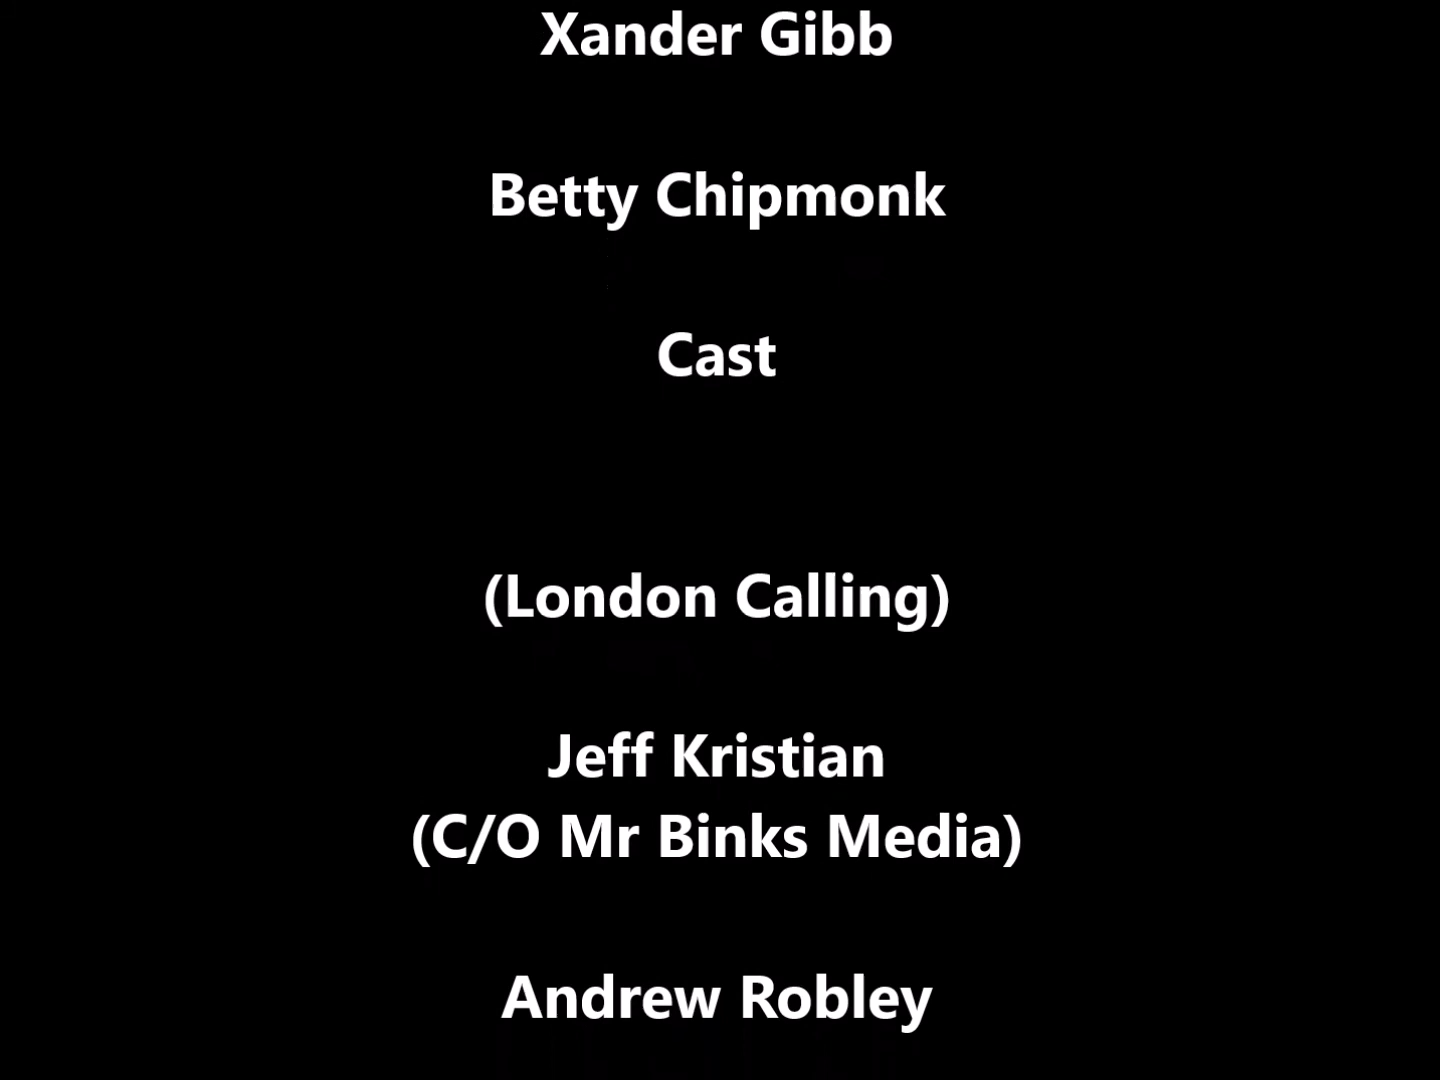 Xander Gibb
Betty Chipmonk
Cast
(London Calling)
Jeff Kristian
(C/O Mr Binks Media)
Andrew Robley